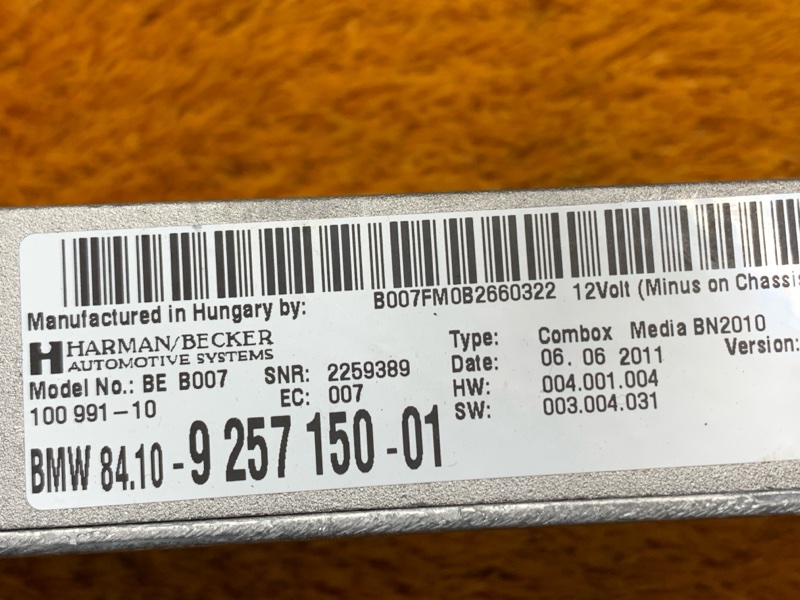 B007FM0B2660322 12Volt (Minus on Chassis
Manufactured in Hungary by:
HARMAN/BECKER
AUTOMOTIVE SYSTEMS
Model No.: BE B007 SNR: 2259389
100 991-10 EC: 007
Type: Combox Media BN2010
Date: 06. 06 2011 Version:
HW: 004.001.004
SW: 003.004.031
BMW 84.10 - 9 257 150 - 01